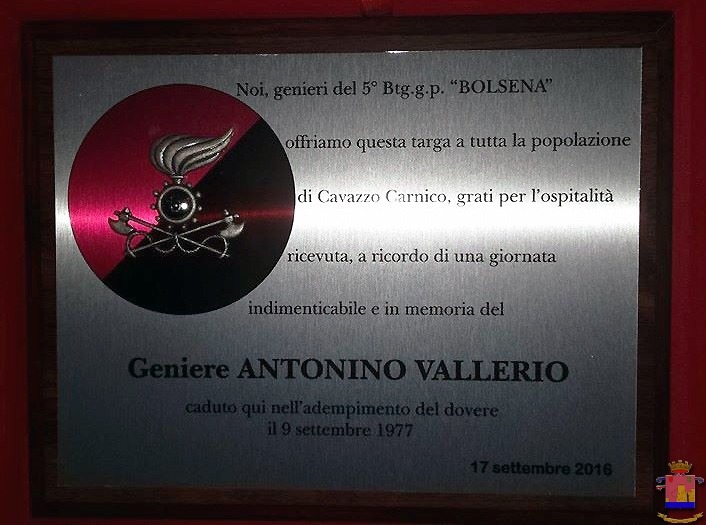 Noi, genieri del 5° Btg.g.p. “BOLSENA”
offriamo questa targa a tutta la popolazione
di Cavazzo Carnico, grati per l’ospitalità
ricevuta, a ricordo di una giornata
indimenticabile e in memoria del
Geniere ANTONINO VALLERIO
caduto qui nell’adempimento del dovere
il 9 settembre 1977
17 settembre 2016